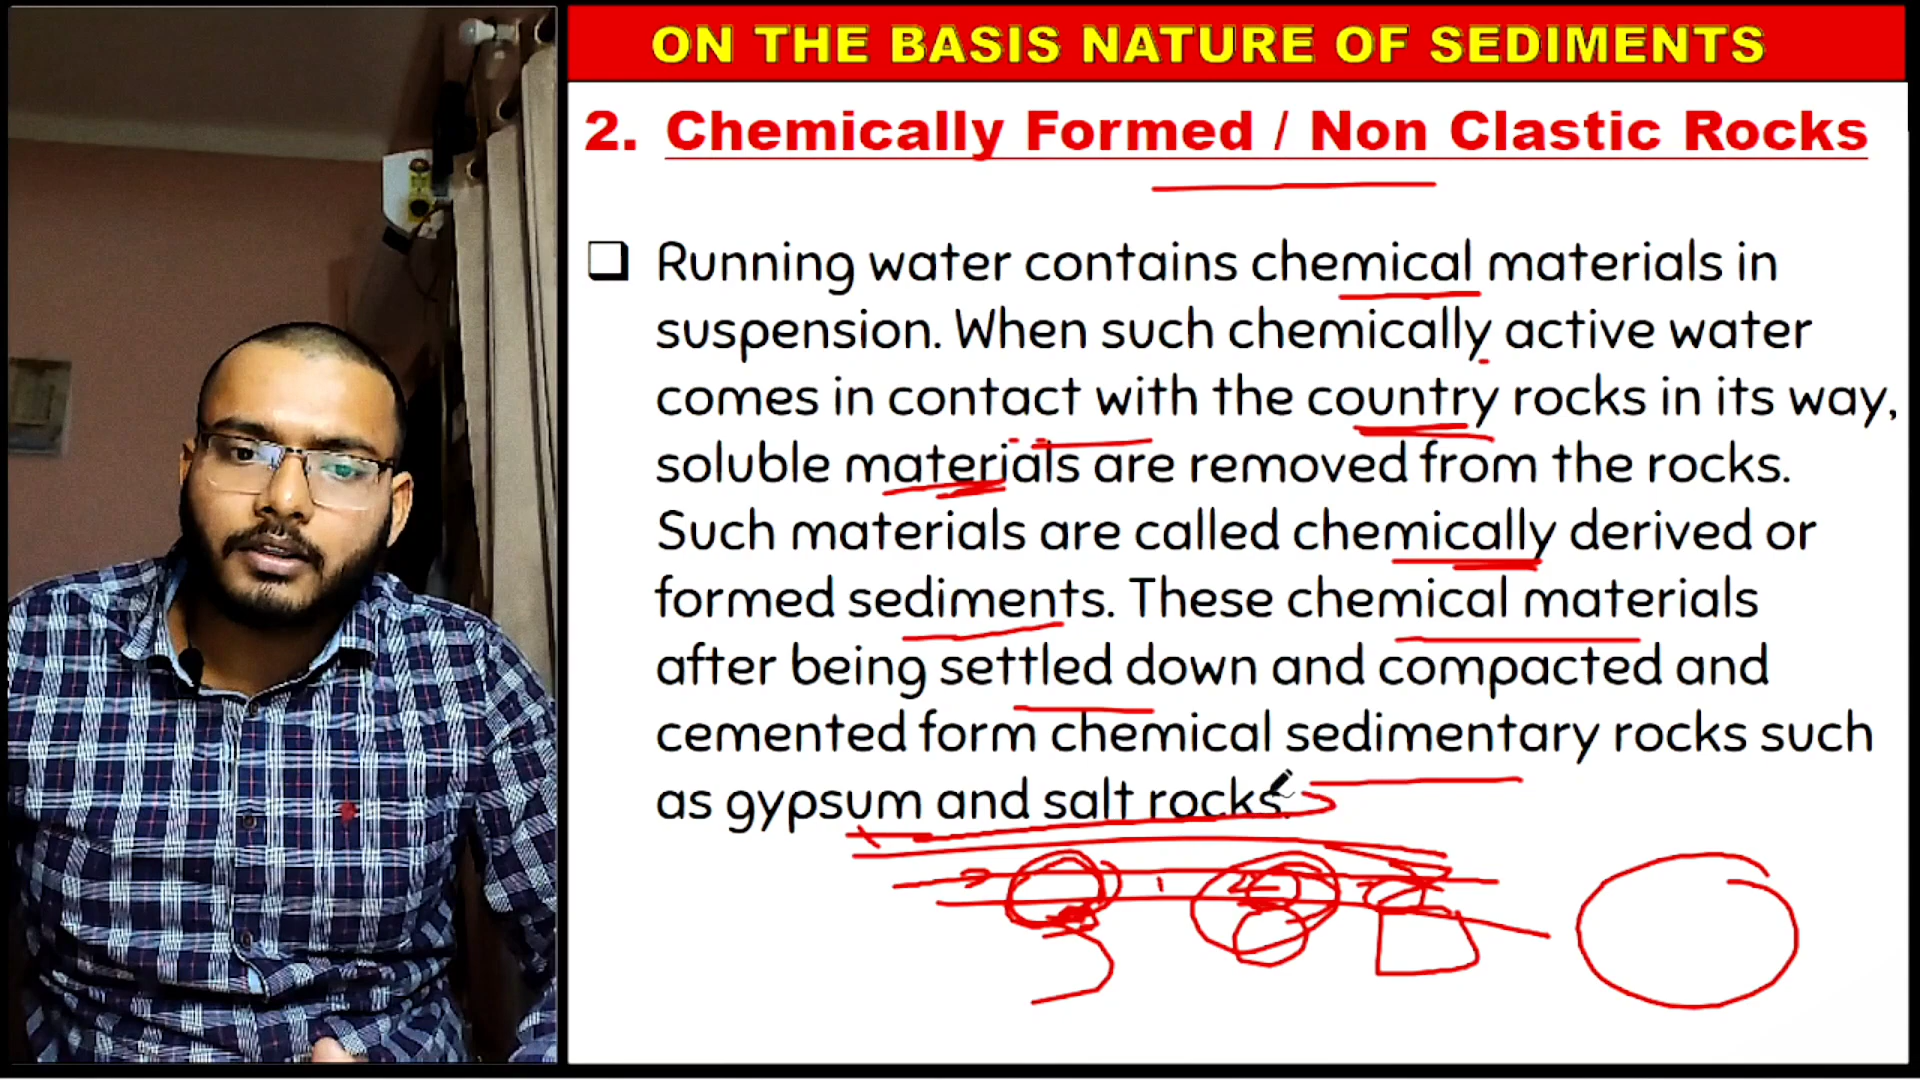 ON THE BASIS NATURE OF SEDIMENTS
2. Chemically Formed / Non Clastic Rocks
Running water contains chemical materials in
suspension. When such chemically active water
comes in contact with the country rocks in its way,
soluble materials are removed from the rocks.
Such materials are called chemically derived or
formed sediments. These chemical materials
after being settled down and compacted and
cemented form chemical sedimentary rocks such
as gypsum and salt rocks.